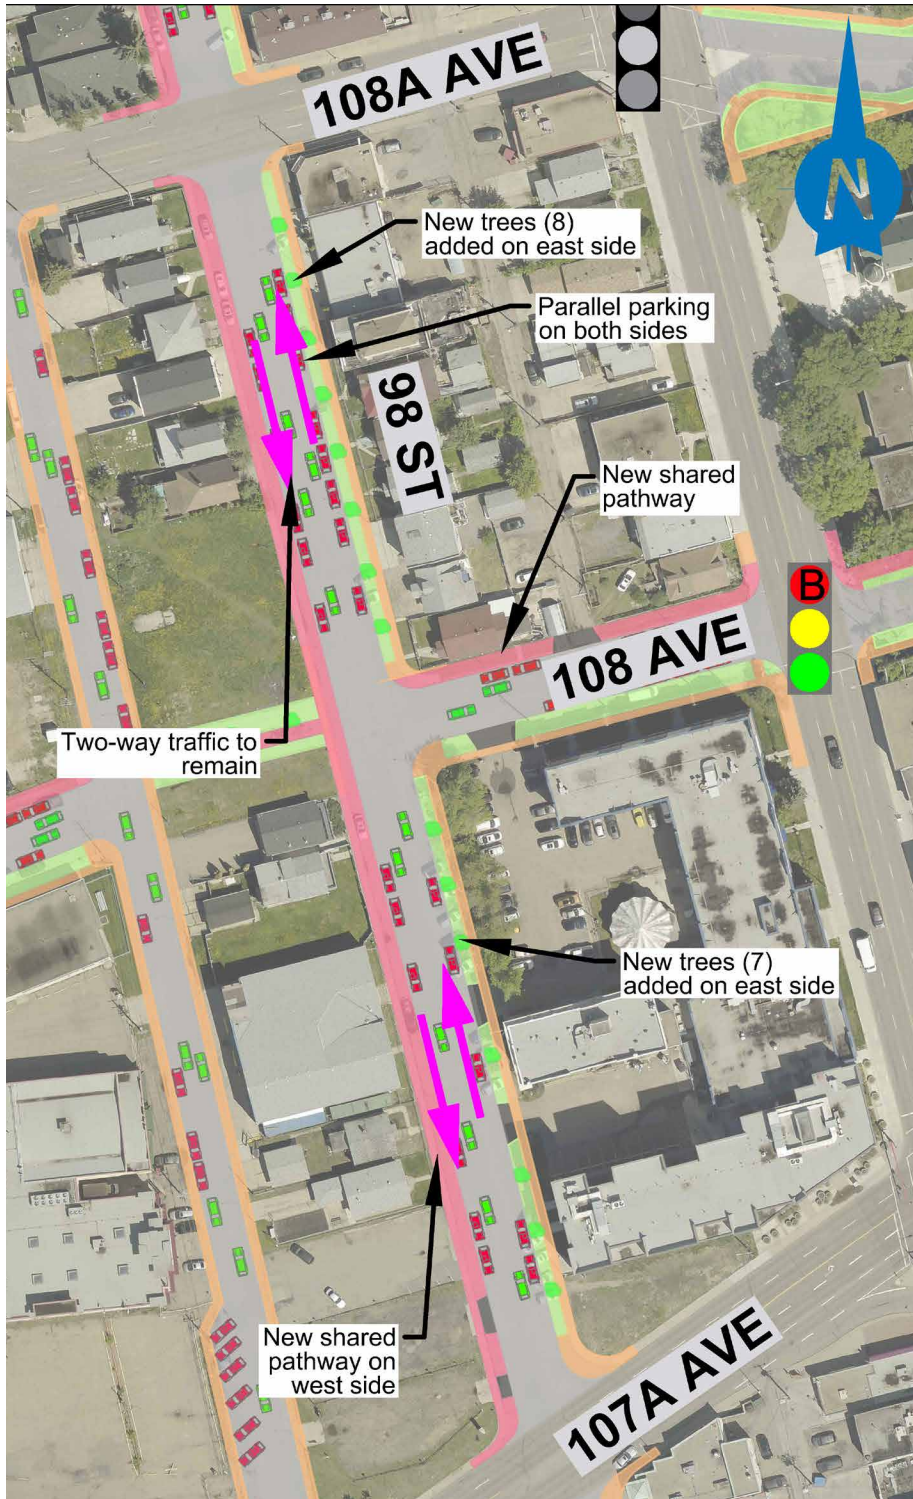 108A AVE
N
New trees (8)
added on east side
Parallel parking
on both sides
98 ST
New shared
pathway
B
108 AVE
Two-way traffic to
remain
New trees (7)
added on east side
New shared
pathway on
west side
107A AVE